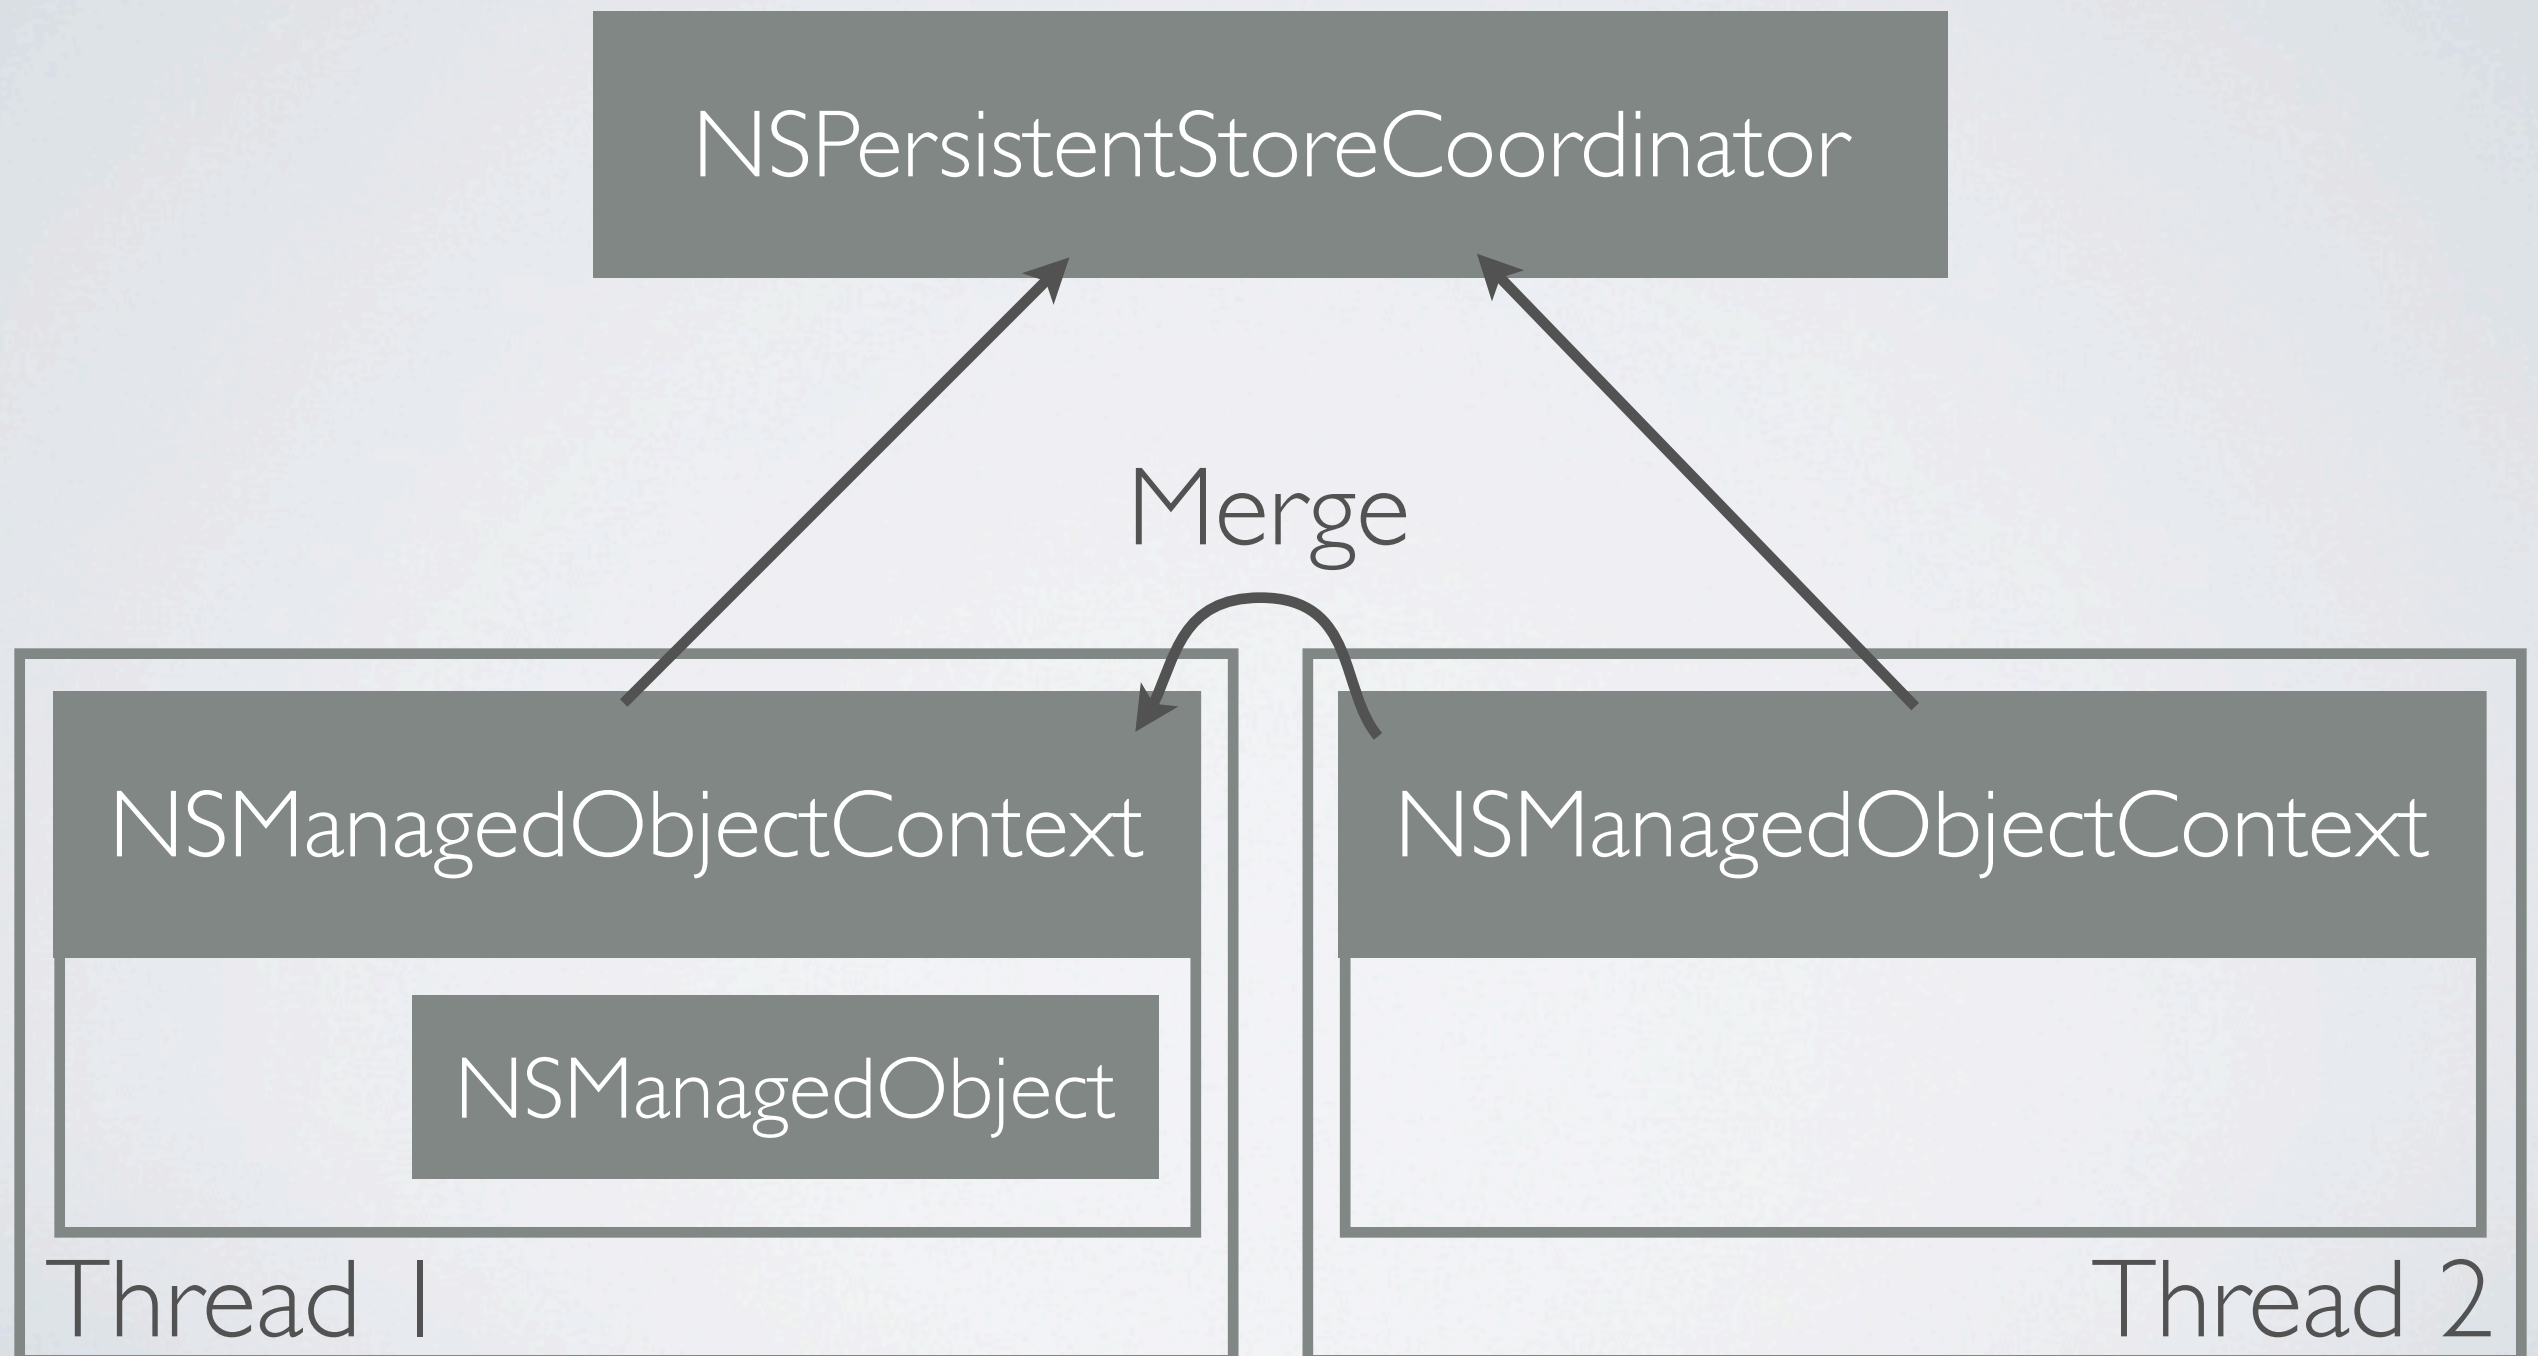 NSPersistentStoreCoordinator
Merge
NSManagedObjectContext
NSManagedObjectContext
NSManagedObject
Thread 1
Thread 2